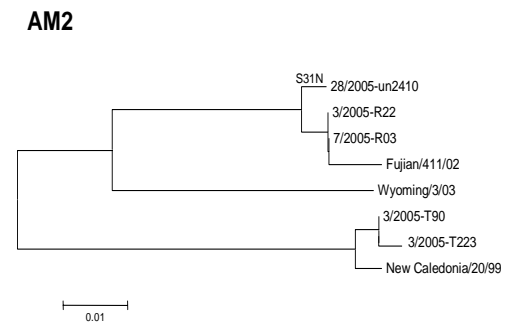 AM2
S31N
28/2005-un2410
3/2005-R22
7/2005-R03
Fujian/411/02
Wyoming/3/03
3/2005-T90
3/2005-T223
New Caledonia/20/99
0.01